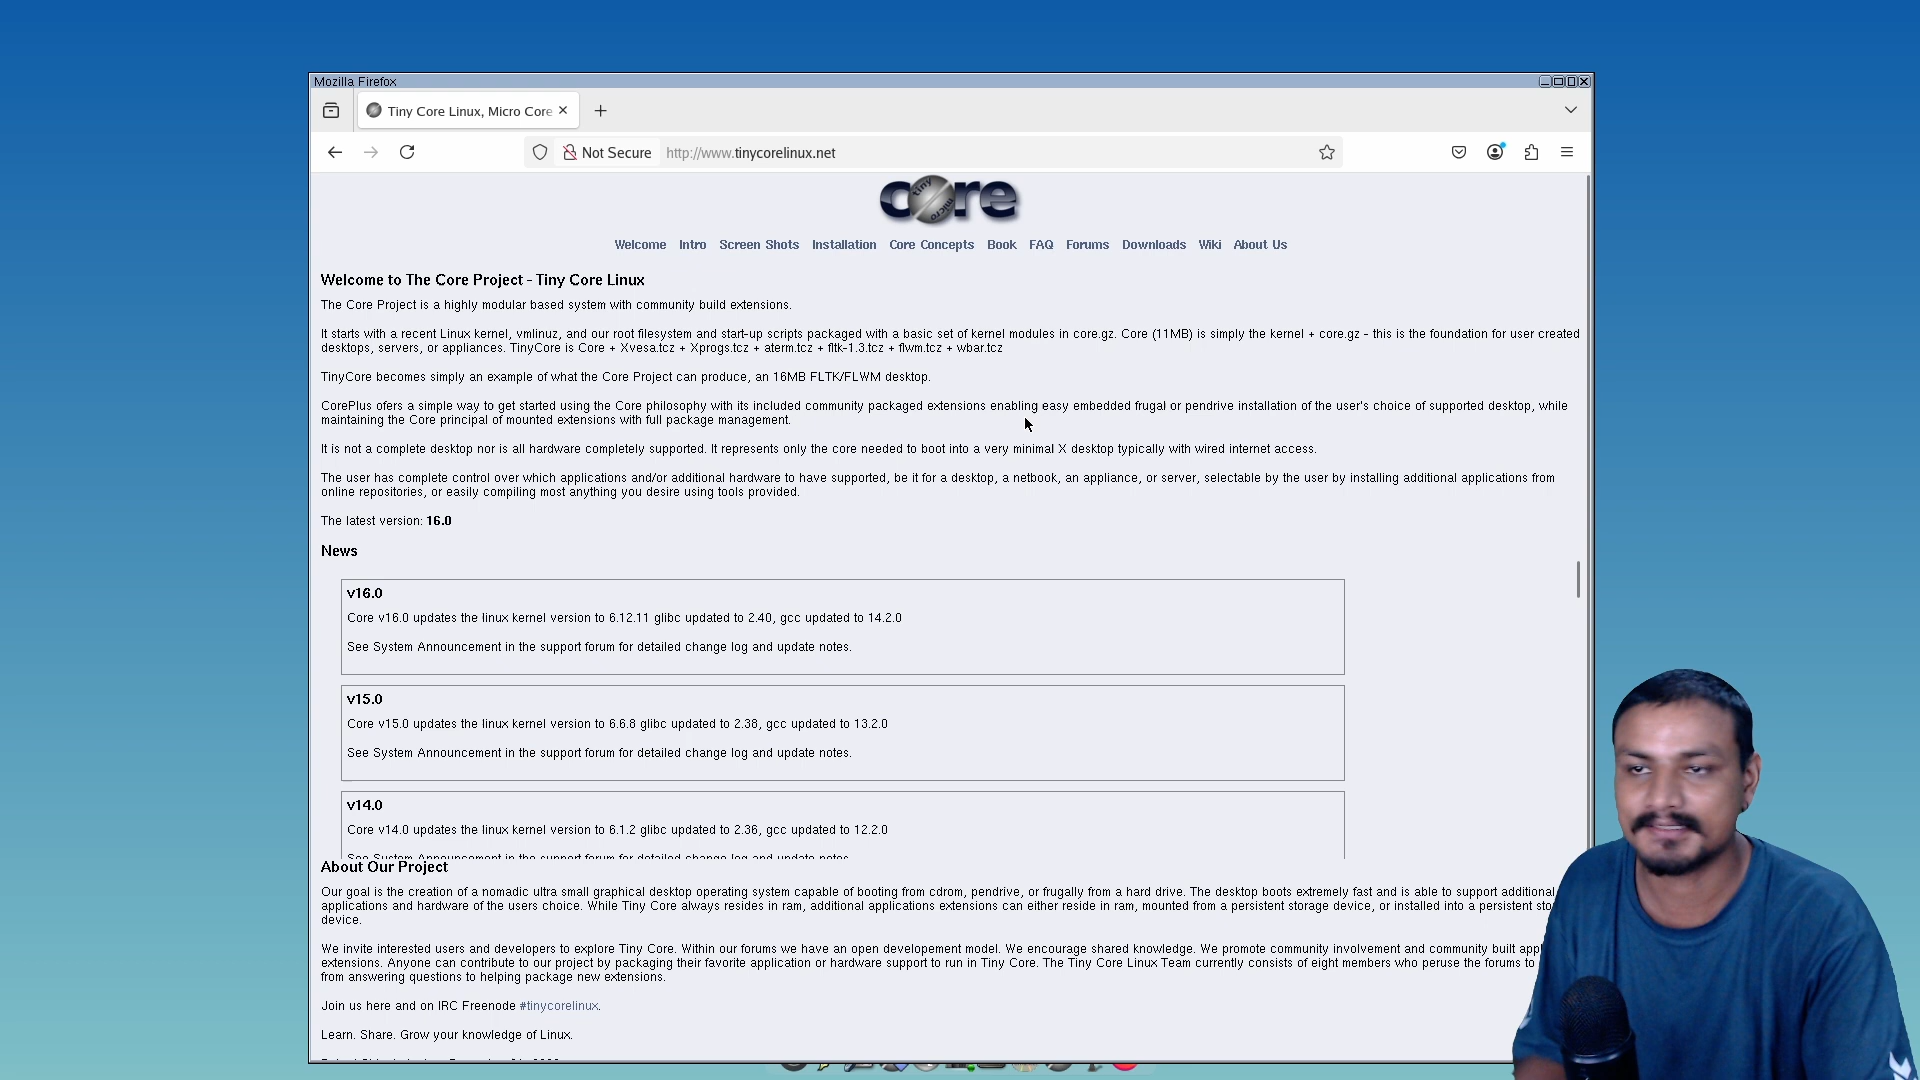 Mozilla Firefox
Tiny Core Linux, Micro Core
Not Secure http://www.tinycorelinux.net
core
tiny
micro
Welcome Intro Screen Shots Installation Core Concepts Book FAQ Forums Downloads Wiki About Us
Welcome to The Core Project - Tiny Core Linux
The Core Project is a highly modular based system with community build extensions.
It starts with a recent Linux kernel, vmlinuz, and our root filesystem and start-up scripts packaged with a basic set of kernel modules in core.gz. Core (11MB) is simply the kernel + core.gz - this is the foundation for user created
desktops, servers, or appliances. TinyCore is Core + Xvesa.tcz + Xprogs.tcz + aterm.tcz + fltk-1.3.tcz + flwm.tcz + wbar.tcz
TinyCore becomes simply an example of what the Core Project can produce, an 16MB FLTK/FLWM desktop.
CorePlus ofers a simple way to get started using the Core philosophy with its included community packaged extensions enabling easy embedded frugal or pendrive installation of the user's choice of supported desktop, while
maintaining the Core principal of mounted extensions with full package management.
It is not a complete desktop nor is all hardware completely supported. It represents only the core needed to boot into a very minimal X desktop typically with wired internet access.
The user has complete control over which applications and/or additional hardware to have supported, be it for a desktop, a netbook, an appliance, or server, selectable by the user by installing additional applications from
online repositories, or easily compiling most anything you desire using tools provided.
The latest version: 16.0
News
v16.0
Core v16.0 updates the linux kernel version to 6.12.11 glibc updated to 2.40, gcc updated to 14.2.0
See System Announcement in the support forum for detailed change log and update notes.
v15.0
Core v15.0 updates the linux kernel version to 6.6.8 glibc updated to 2.38, gcc updated to 13.2.0
See System Announcement in the support forum for detailed change log and update notes.
v14.0
Core v14.0 updates the linux kernel version to 6.1.2 glibc updated to 2.36, gcc updated to 12.2.0
See System Announcement in the support forum for detailed change log and update notes.
About Our Project
Our goal is the creation of a nomadic ultra small graphical desktop operating system capable of booting from cdrom, pendrive, or frugally from a hard drive. The desktop boots extremely fast and is able to support additional
applications and hardware of the users choice. While Tiny Core always resides in ram, additional applications extensions can either reside in ram, mounted from a persistent storage device, or installed into a persistent sto
device.
We invite interested users and developers to explore Tiny Core. Within our forums we have an open developement model. We encourage shared knowledge. We promote community involvement and community built app
extensions. Anyone can contribute to our project by packaging their favorite application or hardware support to run in Tiny Core. The Tiny Core Linux Team currently consists of eight members who peruse the forums to
from answering questions to helping package new extensions.
Join us here and on IRC Freenode #tinycorelinux.
Learn. Share. Grow your knowledge of Linux.